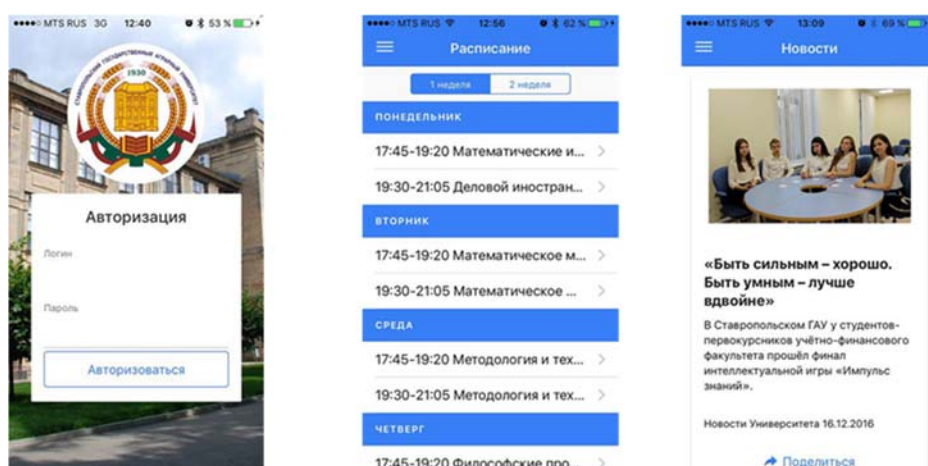 MTS RUS 3G 12:40 53 %
СТАВРОПОЛЬСКИЙ ГОСУДАРСТВЕННЫЙ АГРАРНЫЙ УНИВЕРСИТЕТ
1930
Авторизация
Логин
Пароль
Авторизоваться
MTS RUS 12:56 62 %
Расписание
1 неделя 2 неделя
ПОНЕДЕЛЬНИК
17:45-19:20 Математические и...
19:30-21:05 Деловой иностран...
ВТОРНИК
17:45-19:20 Математическое м...
19:30-21:05 Математическое ...
СРЕДА
17:45-19:20 Методология и тех...
19:30-21:05 Методология и тех...
ЧЕТВЕРГ
17:45-19:20 Философские про...
MTS RUS 13:09 69 %
Новости
«Быть сильным – хорошо.
Быть умным – лучше
вдвойне»
В Ставропольском ГАУ у студентов-
первокурсников учётно-финансового
факультета прошёл финал
интеллектуальной игры «Импульс
знаний».
Новости Университета 16.12.2016
Поделиться